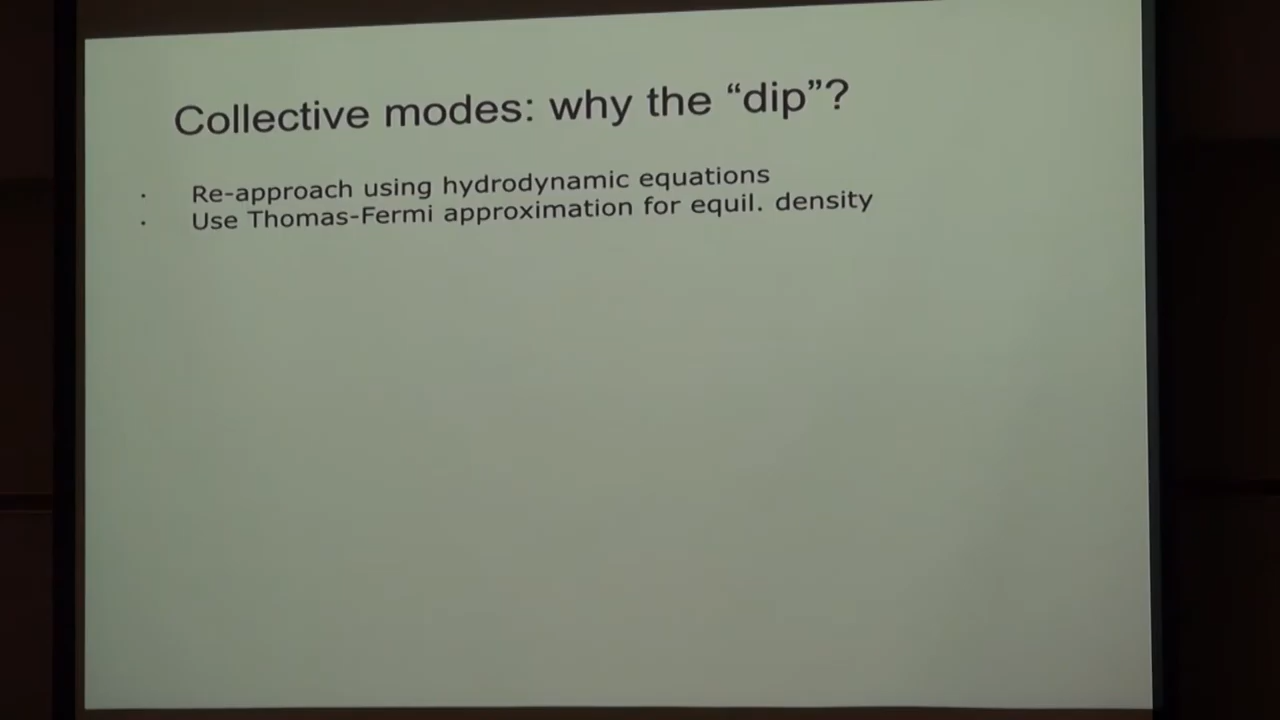 Collective modes: why the “dip”?
· Re-approach using hydrodynamic equations
· Use Thomas-Fermi approximation for equil. density